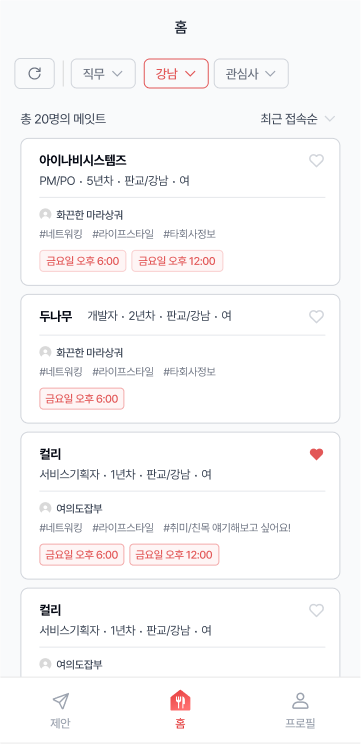 홈
직무 강남 관심사
총 20명의 메잇트 최근 접속순
아이나비시스템즈
PM/PO · 5년차 · 판교/강남 · 여
화끈한 마라상궈
#네트워킹 #라이프스타일 #타회사정보
금요일 오후 6:00 금요일 오후 12:00
두나무 개발자 · 2년차 · 판교/강남 · 여
화끈한 마라상궈
#네트워킹 #라이프스타일 #타회사정보
금요일 오후 6:00
컬리
서비스기획자 · 1년차 · 판교/강남 · 여
여의도잡부
#네트워킹 #라이프스타일 #취미/친목 얘기해보고 싶어요!
금요일 오후 6:00 금요일 오후 12:00
컬리
서비스기획자 · 1년차 · 판교/강남 · 여
여의도잡부
제안 홈 프로필